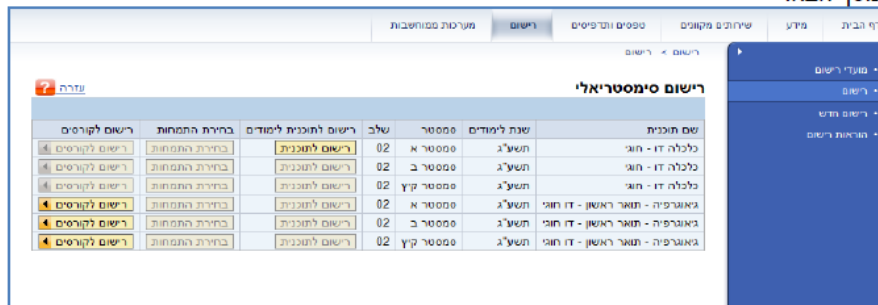 דף הבית מידע שירותים מקוונים טפסים ותדפיסים רישום מערכות ממוחשבות
רישום > רישום
מועדי רישום
רישום
רישום חדש
הוראות רישום
רישום סימסטריאלי
עזרה
שם תוכנית שנת לימודים סמסטר שלב רישום לתוכנית לימודים בחירת התמחות רישום לקורסים
כלכלה דו - חוגי תשע"ג סמסטר א 02 רישום לתוכנית בחירת התמחות רישום לקורסים
כלכלה דו - חוגי תשע"ג סמסטר ב 02 רישום לתוכנית בחירת התמחות רישום לקורסים
כלכלה דו - חוגי תשע"ג סמסטר קיץ 02 רישום לתוכנית בחירת התמחות רישום לקורסים
גיאוגרפיה - תואר ראשון - דו חוגי תשע"ג סמסטר א 02 רישום לתוכנית בחירת התמחות רישום לקורסים
גיאוגרפיה - תואר ראשון - דו חוגי תשע"ג סמסטר ב 02 רישום לתוכנית בחירת התמחות רישום לקורסים
גיאוגרפיה - תואר ראשון - דו חוגי תשע"ג סמסטר קיץ 02 רישום לתוכנית בחירת התמחות רישום לקורסים